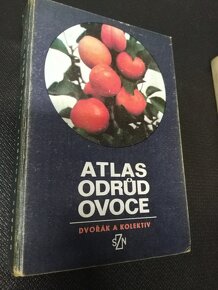 ATLAS
ODRŮD
OVOCE
DVOŘÁK A KOLEKTIV
SZN